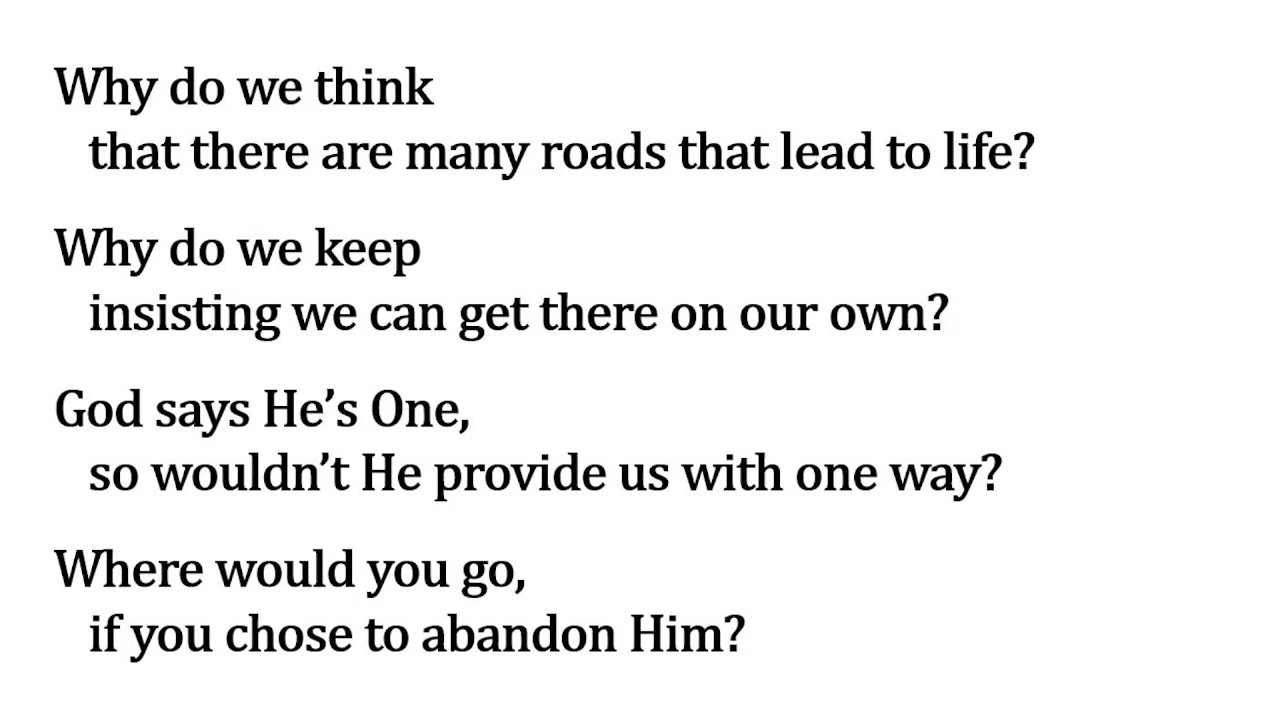 Why do we think
that there are many roads that lead to life?
Why do we keep
insisting we can get there on our own?
God says He’s One,
so wouldn’t He provide us with one way?
Where would you go,
if you chose to abandon Him?